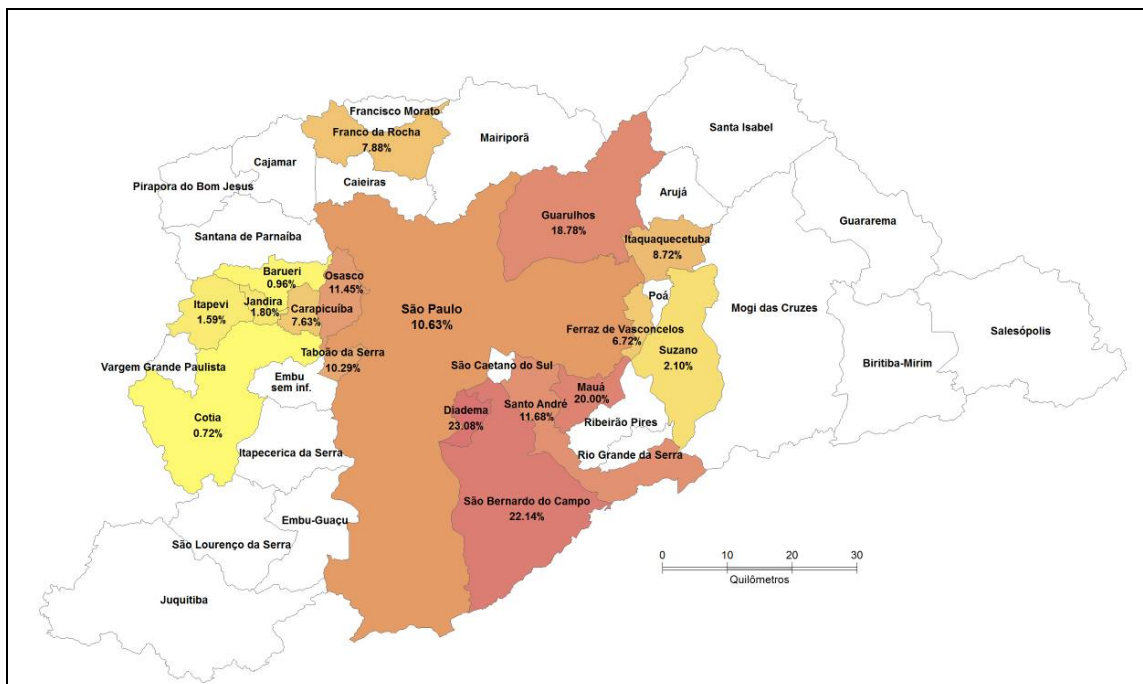 Francisco Morato
Franco da Rocha
7.88%
Mairiporã
Santa Isabel
Cajamar
Pirapora do Bom Jesus
Caieiras
Arujá
Guarulhos
18.78%
Guararema
Santana de Parnaíba
Itaquaquecetuba
8.72%
Barueri
0.96%
Osasco
11.45%
Itapevi
1.59%
Jandira
1.80%
Carapicuíba
7.63%
São Paulo
10.63%
Poá
Mogi das Cruzes
Ferraz de Vasconcelos
6.72%
Salesópolis
Suzano
2.10%
Biritiba-Mirim
Taboão da Serra
10.29%
Vargem Grande Paulista
Embu
sem inf.
São Caetano do Sul
Mauá
20.00%
Diadema
23.08%
Santo André
11.68%
Cotia
0.72%
Ribeirão Pires
Itapecerica da Serra
Rio Grande da Serra
São Bernardo do Campo
22.14%
Embu-Guaçu
São Lourenço da Serra
Juquitiba
0 10 20 30
Quilômetros